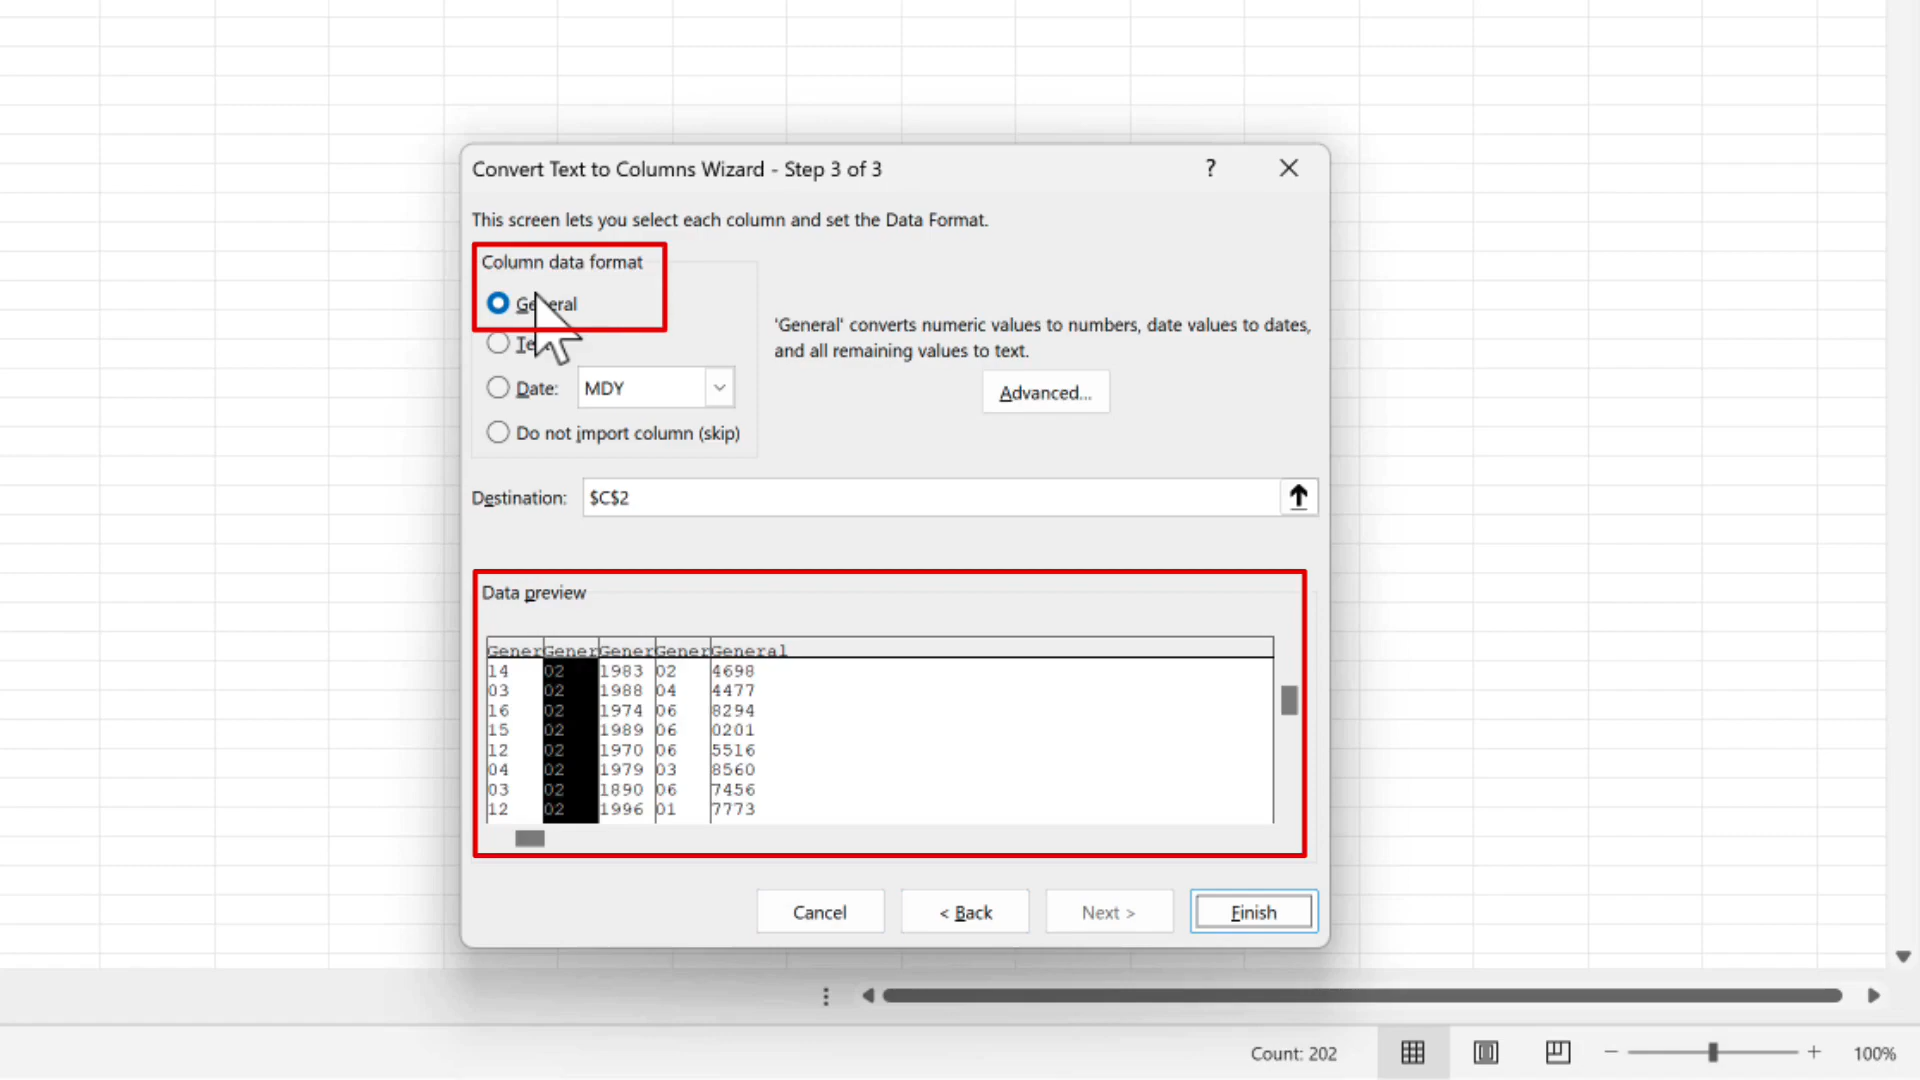 Convert Text to Columns Wizard - Step 3 of 3 ?
This screen lets you select each column and set the Data Format.
Column data format
General
'General' converts numeric values to numbers, date values to dates,
and all remaining values to text.
Date: MDY
Advanced...
Do not import column (skip)
Destination: $C$2
Data preview
Gener Gener Gener Gener General
14 02 1983 02 4698
03 02 1988 04 4477
16 02 1974 06 8294
15 02 1989 06 0201
12 02 1970 06 5516
04 02 1979 03 8560
03 02 1890 06 7456
12 02 1996 01 7773
Cancel < Back Next > Finish
Count: 202 − + 100%